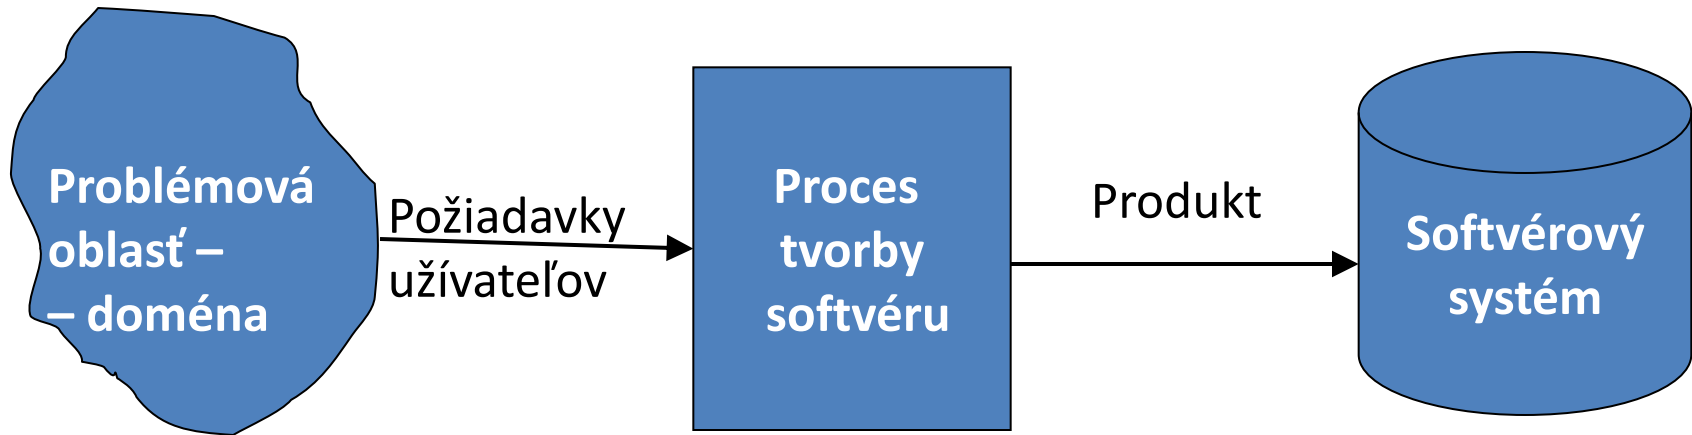 Problémová
oblasť –
– doména
Požiadavky
užívateľov
Proces
tvorby
softvéru
Produkt
Softvérový
systém